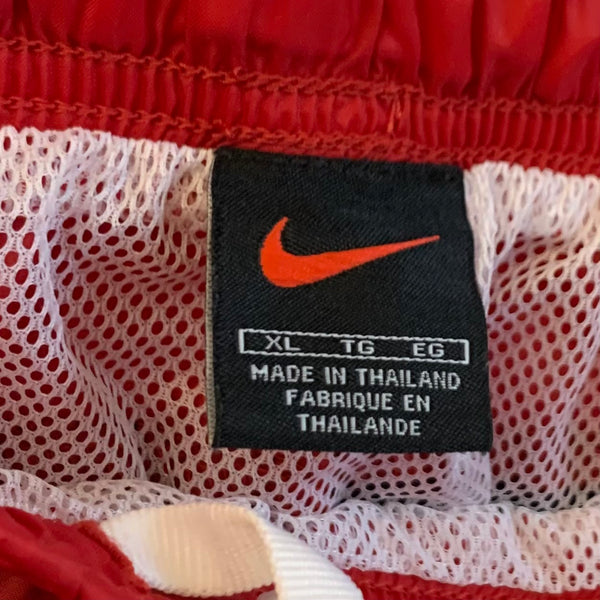 XL TG EG
MADE IN THAILAND
FABRIQUE EN
THAILANDE